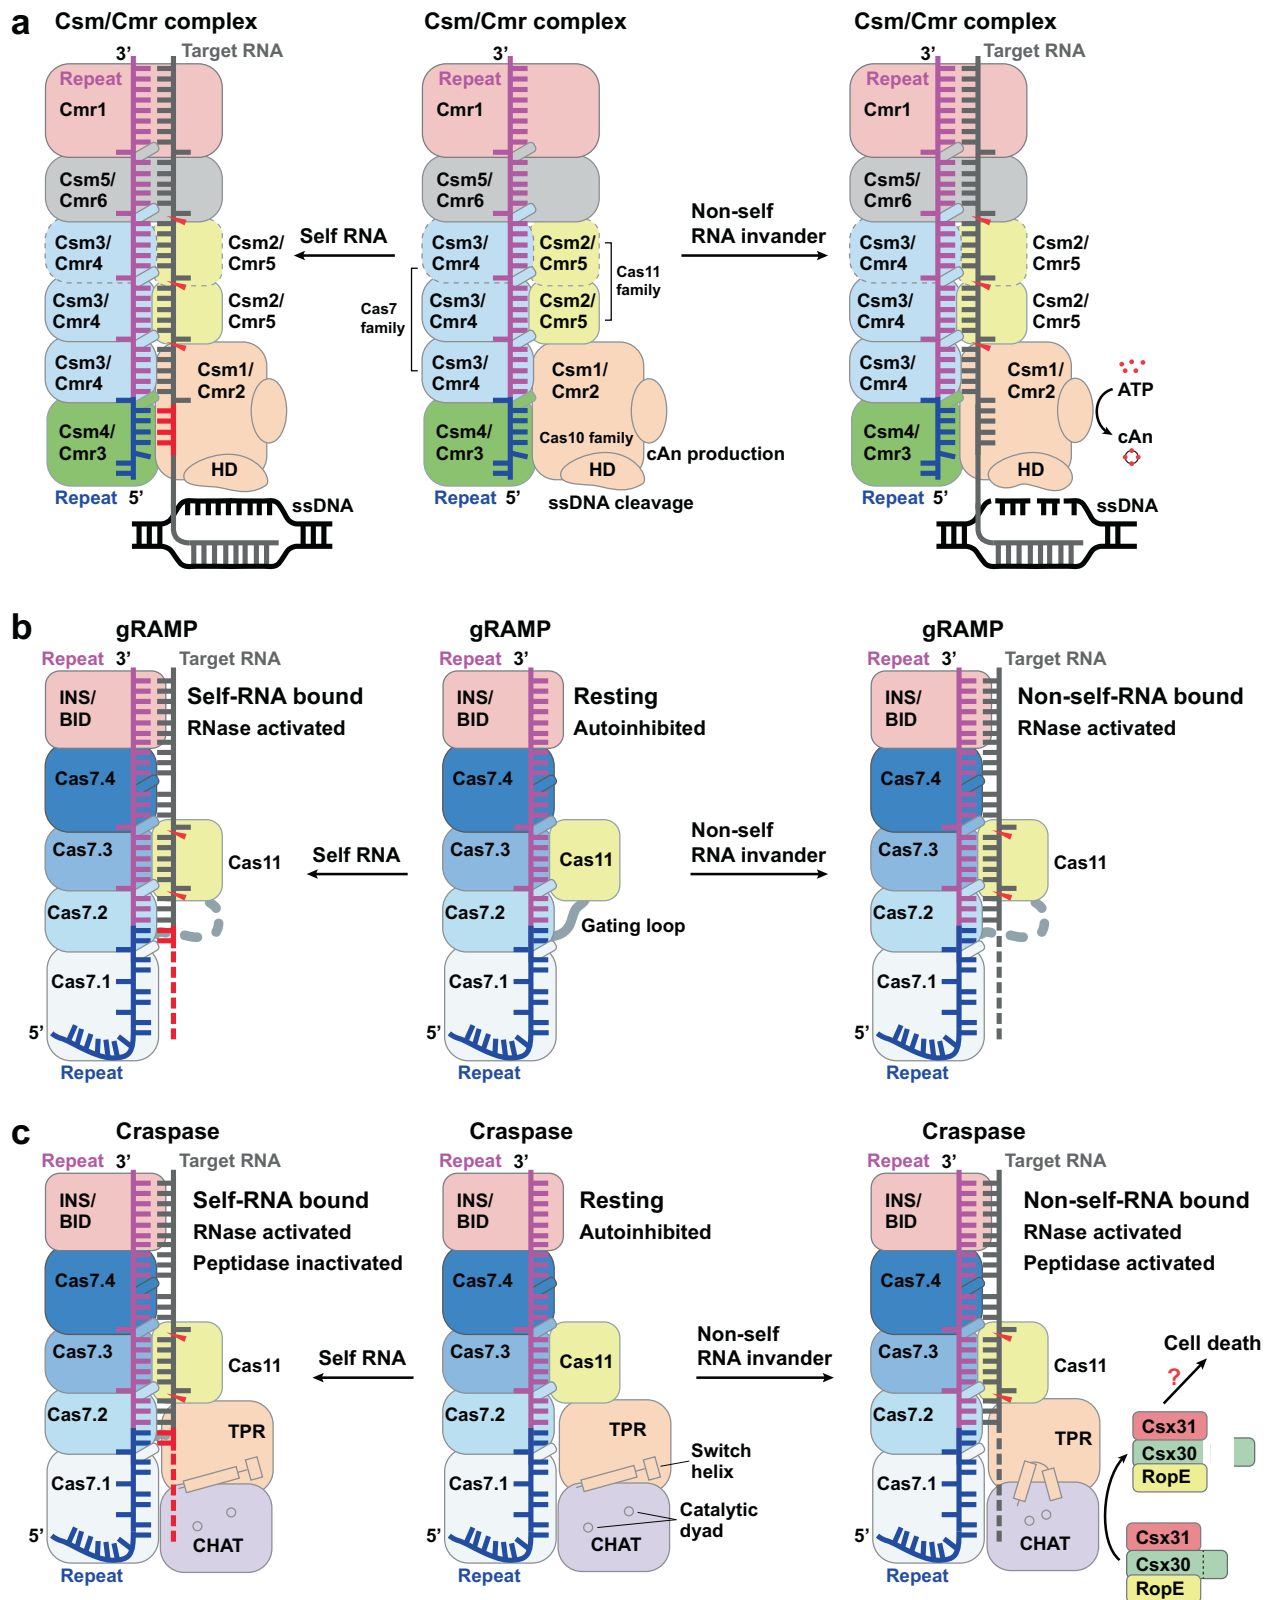 a
Csm/Cmr complex
3’
Target RNA
Repeat
Cmr1
Csm5/
Cmr6
Csm3/
Cmr4
Csm2/
Cmr5
Csm3/
Cmr4
Csm2/
Cmr5
Csm3/
Cmr4
Csm1/
Cmr2
Csm4/
Cmr3
HD
Repeat 5’
ssDNA
Self RNA
Csm/Cmr complex
3’
Repeat
Cmr1
Csm5/
Cmr6
Csm3/
Cmr4
Csm2/
Cmr5
Cas11
family
Cas7
family
Csm3/
Cmr4
Csm2/
Cmr5
Csm3/
Cmr4
Csm1/
Cmr2
Csm4/
Cmr3
Cas10 family
cAn production
HD
Repeat 5’
ssDNA cleavage
Non-self
RNA invander
Csm/Cmr complex
3’
Target RNA
Repeat
Cmr1
Csm5/
Cmr6
Csm3/
Cmr4
Csm2/
Cmr5
Csm3/
Cmr4
Csm2/
Cmr5
Csm3/
Cmr4
Csm1/
Cmr2
ATP
cAn
Csm4/
Cmr3
HD
Repeat 5’
ssDNA
b
gRAMP
Repeat 3’
Target RNA
INS/
BID
Self-RNA bound
RNase activated
Cas7.4
Cas7.3
Cas11
Cas7.2
Cas7.1
5’
Repeat
Self RNA
gRAMP
Repeat 3’
INS/
BID
Resting
Autoinhibited
Cas7.4
Cas7.3
Cas11
Cas7.2
Gating loop
Cas7.1
5’
Repeat
Non-self
RNA invander
gRAMP
Repeat 3’
Target RNA
INS/
BID
Non-self-RNA bound
RNase activated
Cas7.4
Cas7.3
Cas11
Cas7.2
Cas7.1
5’
Repeat
c
Craspase
Repeat 3’
Target RNA
INS/
BID
Self-RNA bound
RNase activated
Peptidase inactivated
Cas7.4
Cas7.3
Cas11
Cas7.2
TPR
Cas7.1
5’
CHAT
Repeat
Self RNA
Craspase
Repeat 3’
INS/
BID
Resting
Autoinhibited
Cas7.4
Cas7.3
Cas11
Cas7.2
TPR
Switch
helix
Cas7.1
Catalytic
dyad
5’
CHAT
Repeat
Non-self
RNA invander
Craspase
Repeat 3’
Target RNA
INS/
BID
Non-self-RNA bound
RNase activated
Peptidase activated
Cas7.4
Cas7.3
Cas11
Cas7.2
TPR
Cas7.1
5’
CHAT
Repeat
Cell death
?
Csx31
Csx30
RopE
Csx31
Csx30
RopE